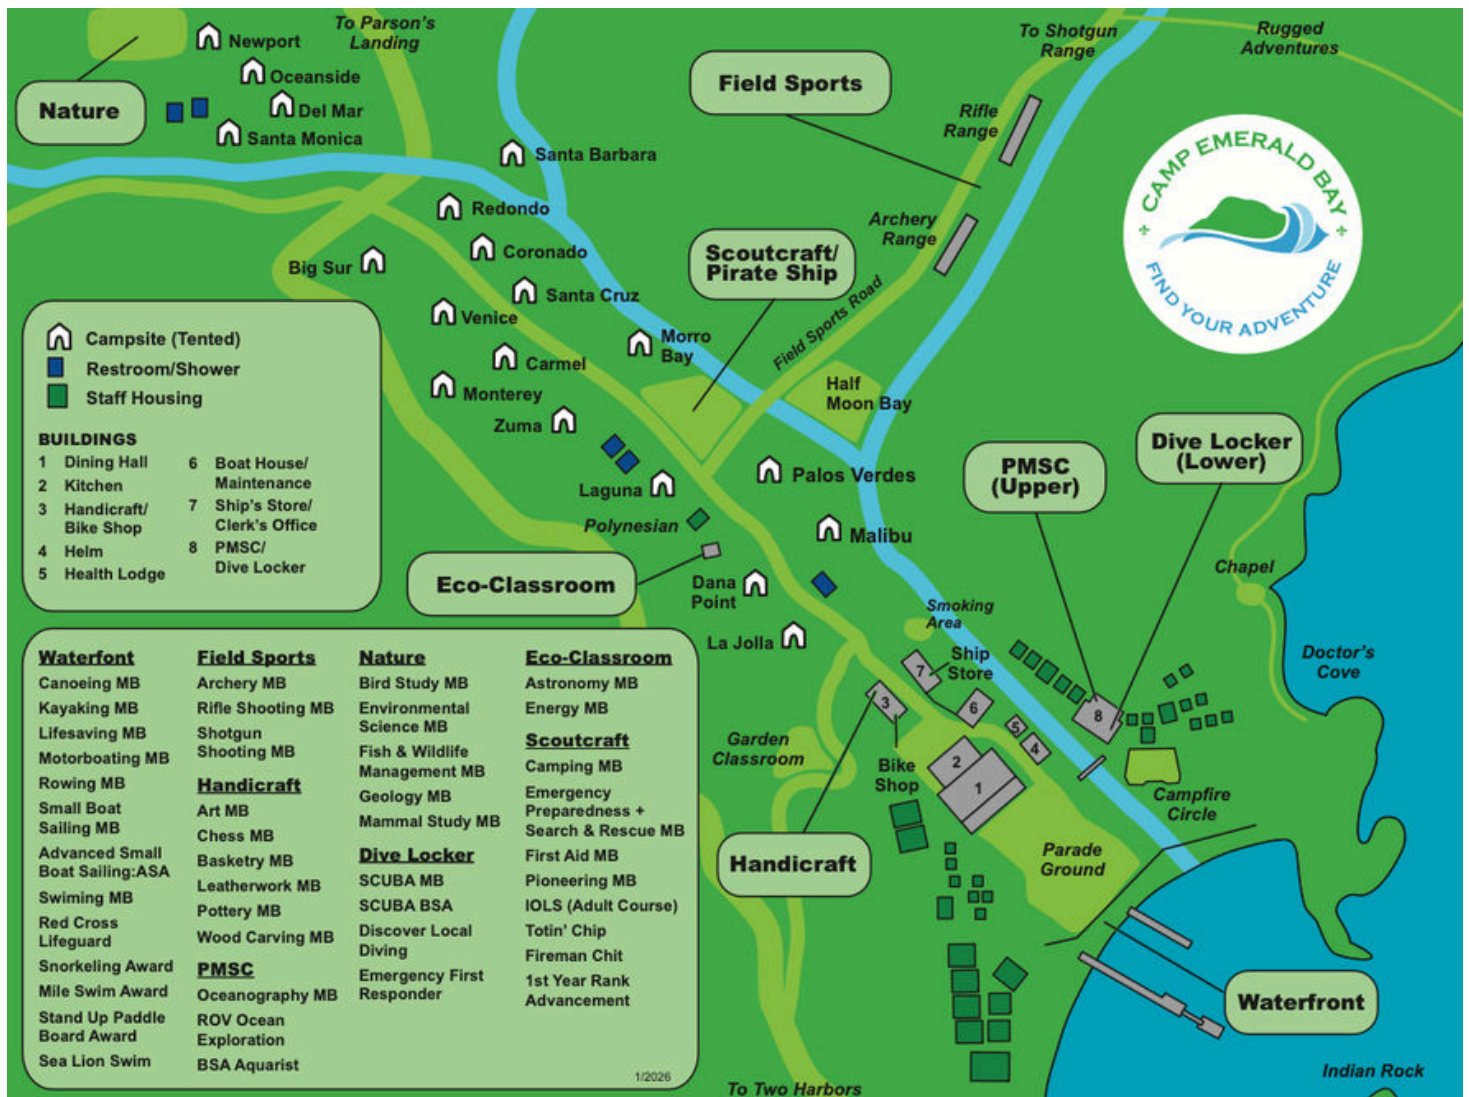 To Parson's
Landing
Newport
Oceanside
Del Mar
Santa Monica
Nature
Santa Barbara
Redondo
Coronado
Big Sur
Santa Cruz
Venice
Morro
Bay
Carmel
Monterey
Zuma
Laguna
Polynesian
Eco-Classroom
Dana
Point
La Jolla
Palos Verdes
Malibu
Field Sports
Scoutcraft/
Pirate Ship
Field Sports Road
Half
Moon Bay
Archery
Range
Rifle
Range
To Shotgun
Range
Rugged
Adventures
CAMP EMERALD BAY
FIND YOUR ADVENTURE
PMSC
(Upper)
Dive Locker
(Lower)
Chapel
Doctor's
Cove
Smoking
Area
Ship
Store
7
6
5
4
3
8
2
1
Bike
Shop
Garden
Classroom
Handicraft
Campfire
Circle
Parade
Ground
Waterfront
Indian Rock
To Two Harbors
Campsite (Tented)
Restroom/Shower
Staff Housing
BUILDINGS
1 Dining Hall
2 Kitchen
3 Handicraft/
Bike Shop
4 Helm
5 Health Lodge
6 Boat House/
Maintenance
7 Ship's Store/
Clerk's Office
8 PMSC/
Dive Locker
Waterfont
Canoeing MB
Kayaking MB
Lifesaving MB
Motorboating MB
Rowing MB
Small Boat
Sailing MB
Advanced Small
Boat Sailing:ASA
Swiming MB
Red Cross
Lifeguard
Snorkeling Award
Mile Swim Award
Stand Up Paddle
Board Award
Sea Lion Swim
Field Sports
Archery MB
Rifle Shooting MB
Shotgun
Shooting MB
Handicraft
Art MB
Chess MB
Basketry MB
Leatherwork MB
Pottery MB
Wood Carving MB
PMSC
Oceanography MB
ROV Ocean
Exploration
BSA Aquarist
Nature
Bird Study MB
Environmental
Science MB
Fish & Wildlife
Management MB
Geology MB
Mammal Study MB
Dive Locker
SCUBA MB
SCUBA BSA
Discover Local
Diving
Emergency First
Responder
Eco-Classroom
Astronomy MB
Energy MB
Scoutcraft
Camping MB
Emergency
Preparedness +
Search & Rescue MB
First Aid MB
Pioneering MB
IOLS (Adult Course)
Totin' Chip
Fireman Chit
1st Year Rank
Advancement
1/2026